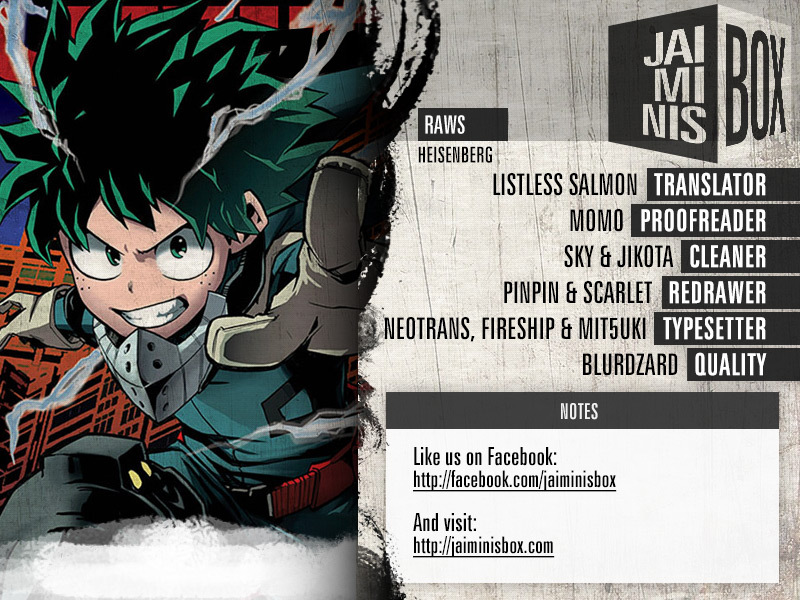 JAI
MI
NIS
BOX
RAWS
HEISENBERG
LISTLESS SALMON TRANSLATOR
MOMO PROOFREADER
SKY & JIKOTA CLEANER
PINPIN & SCARLET REDRAWER
NEOTRANS, FIRESHIP & MIT5UKI TYPESETTER
BLURDZARD QUALITY
NOTES
Like us on Facebook:
http://facebook.com/jaiminisbox
And visit:
http://jaiminisbox.com